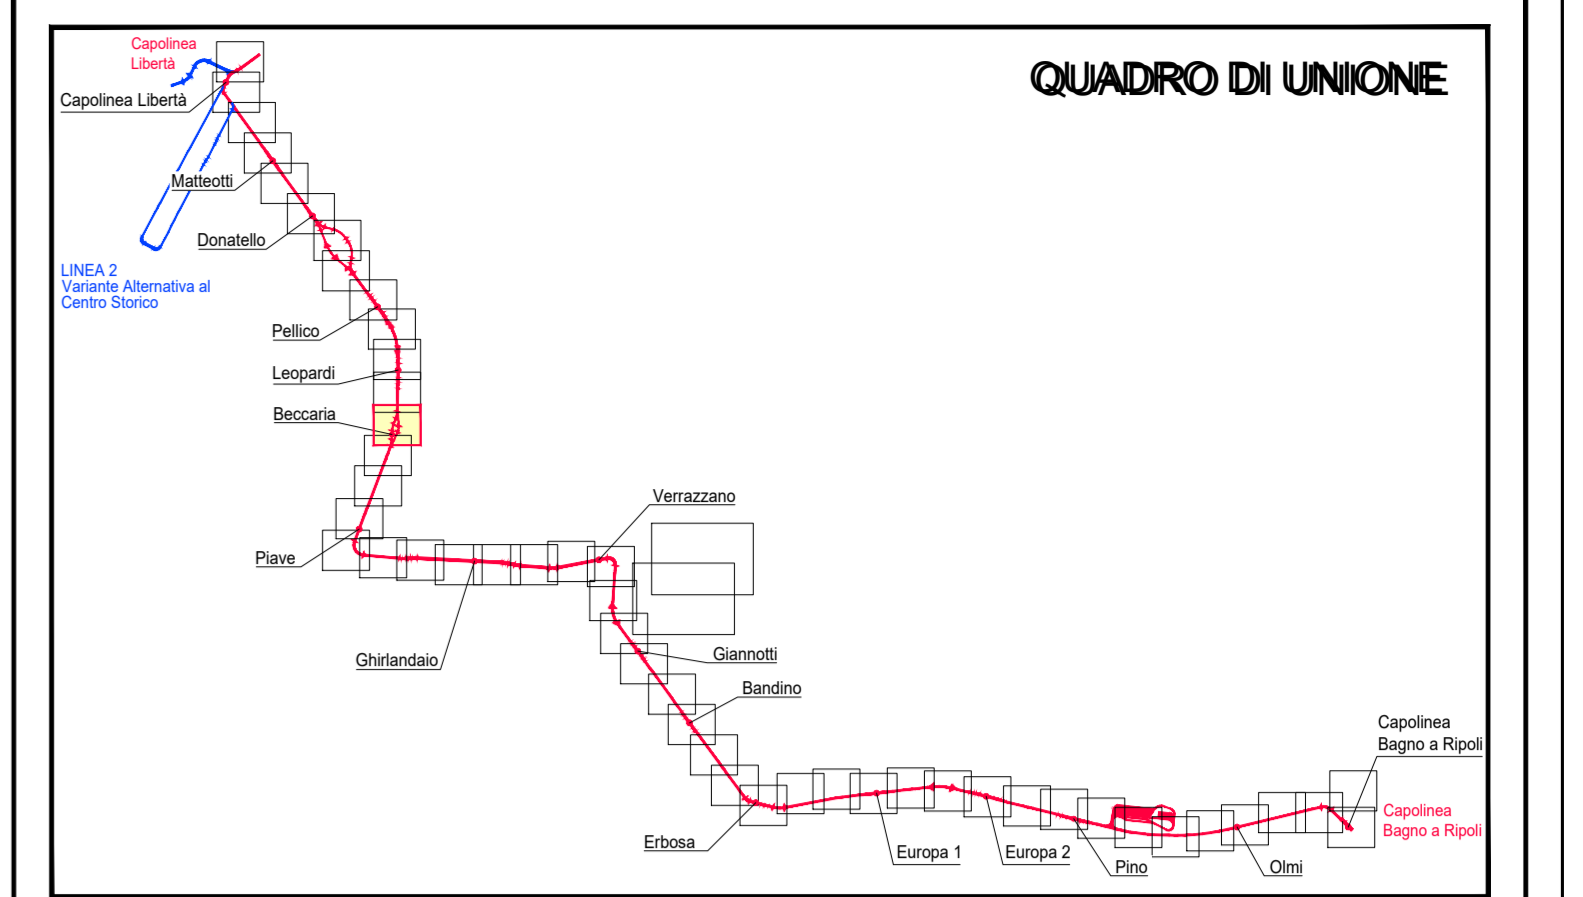 Capolinea
Libertà
QUADRO DI UNIONE
Capolinea Libertà
Matteotti
Donatello
LINEA 2
Variante Alternativa al
Centro Storico
Pellico
Leopardi
Beccaria
Verrazzano
Piave
Ghirlandaio
Giannotti
Bandino
Capolinea
Bagno a Ripoli
Capolinea
Bagno a Ripoli
Erbosa
Europa 1
Europa 2
Pino
Olmi